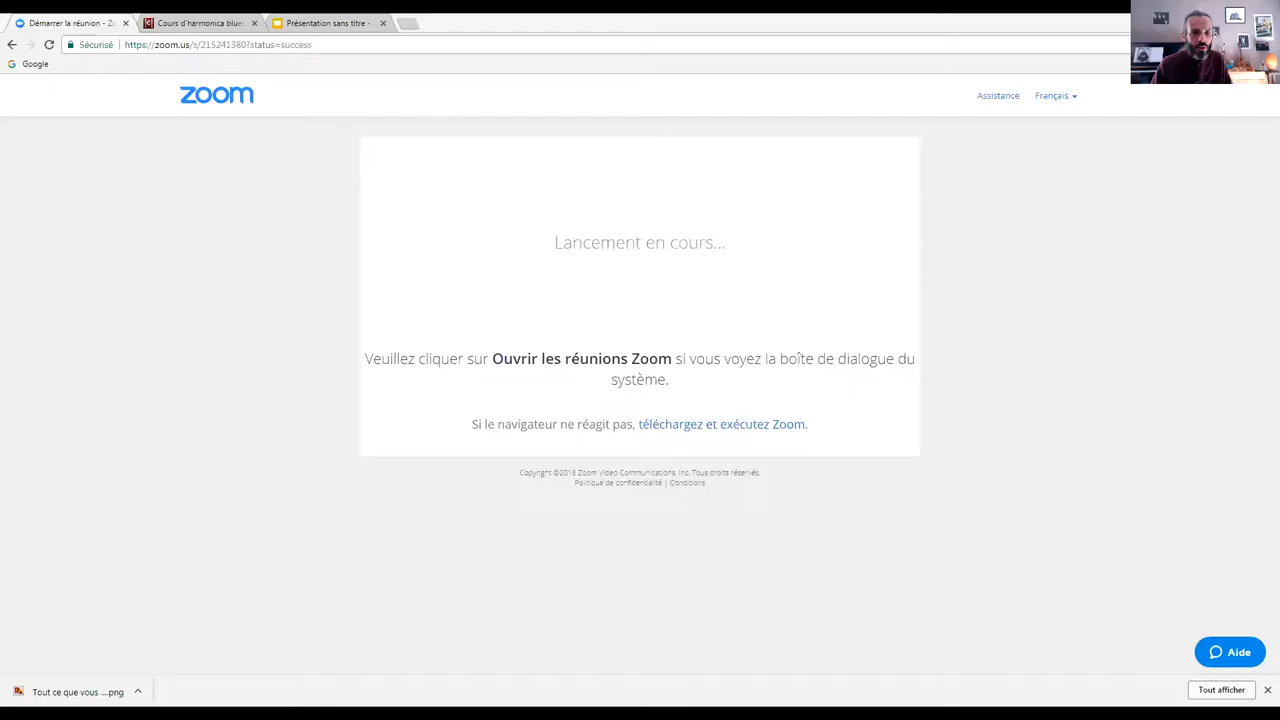 Démarrer la réunion - Zo
Cours d'harmonica blues
Présentation sans titre -
Sécurisé
https://zoom.us/s/215241380?status=success
Google
zoom
Assistance
Français
Lancement en cours...
Veuillez cliquer sur Ouvrir les réunions Zoom si vous voyez la boîte de dialogue du
système.
Si le navigateur ne réagit pas, téléchargez et exécutez Zoom.
Copyright ©2018 Zoom Video Communications, Inc. Tous droits réservés.
Politique de confidentialité | Conditions
Aide
Tout ce que vous ....png
Tout afficher